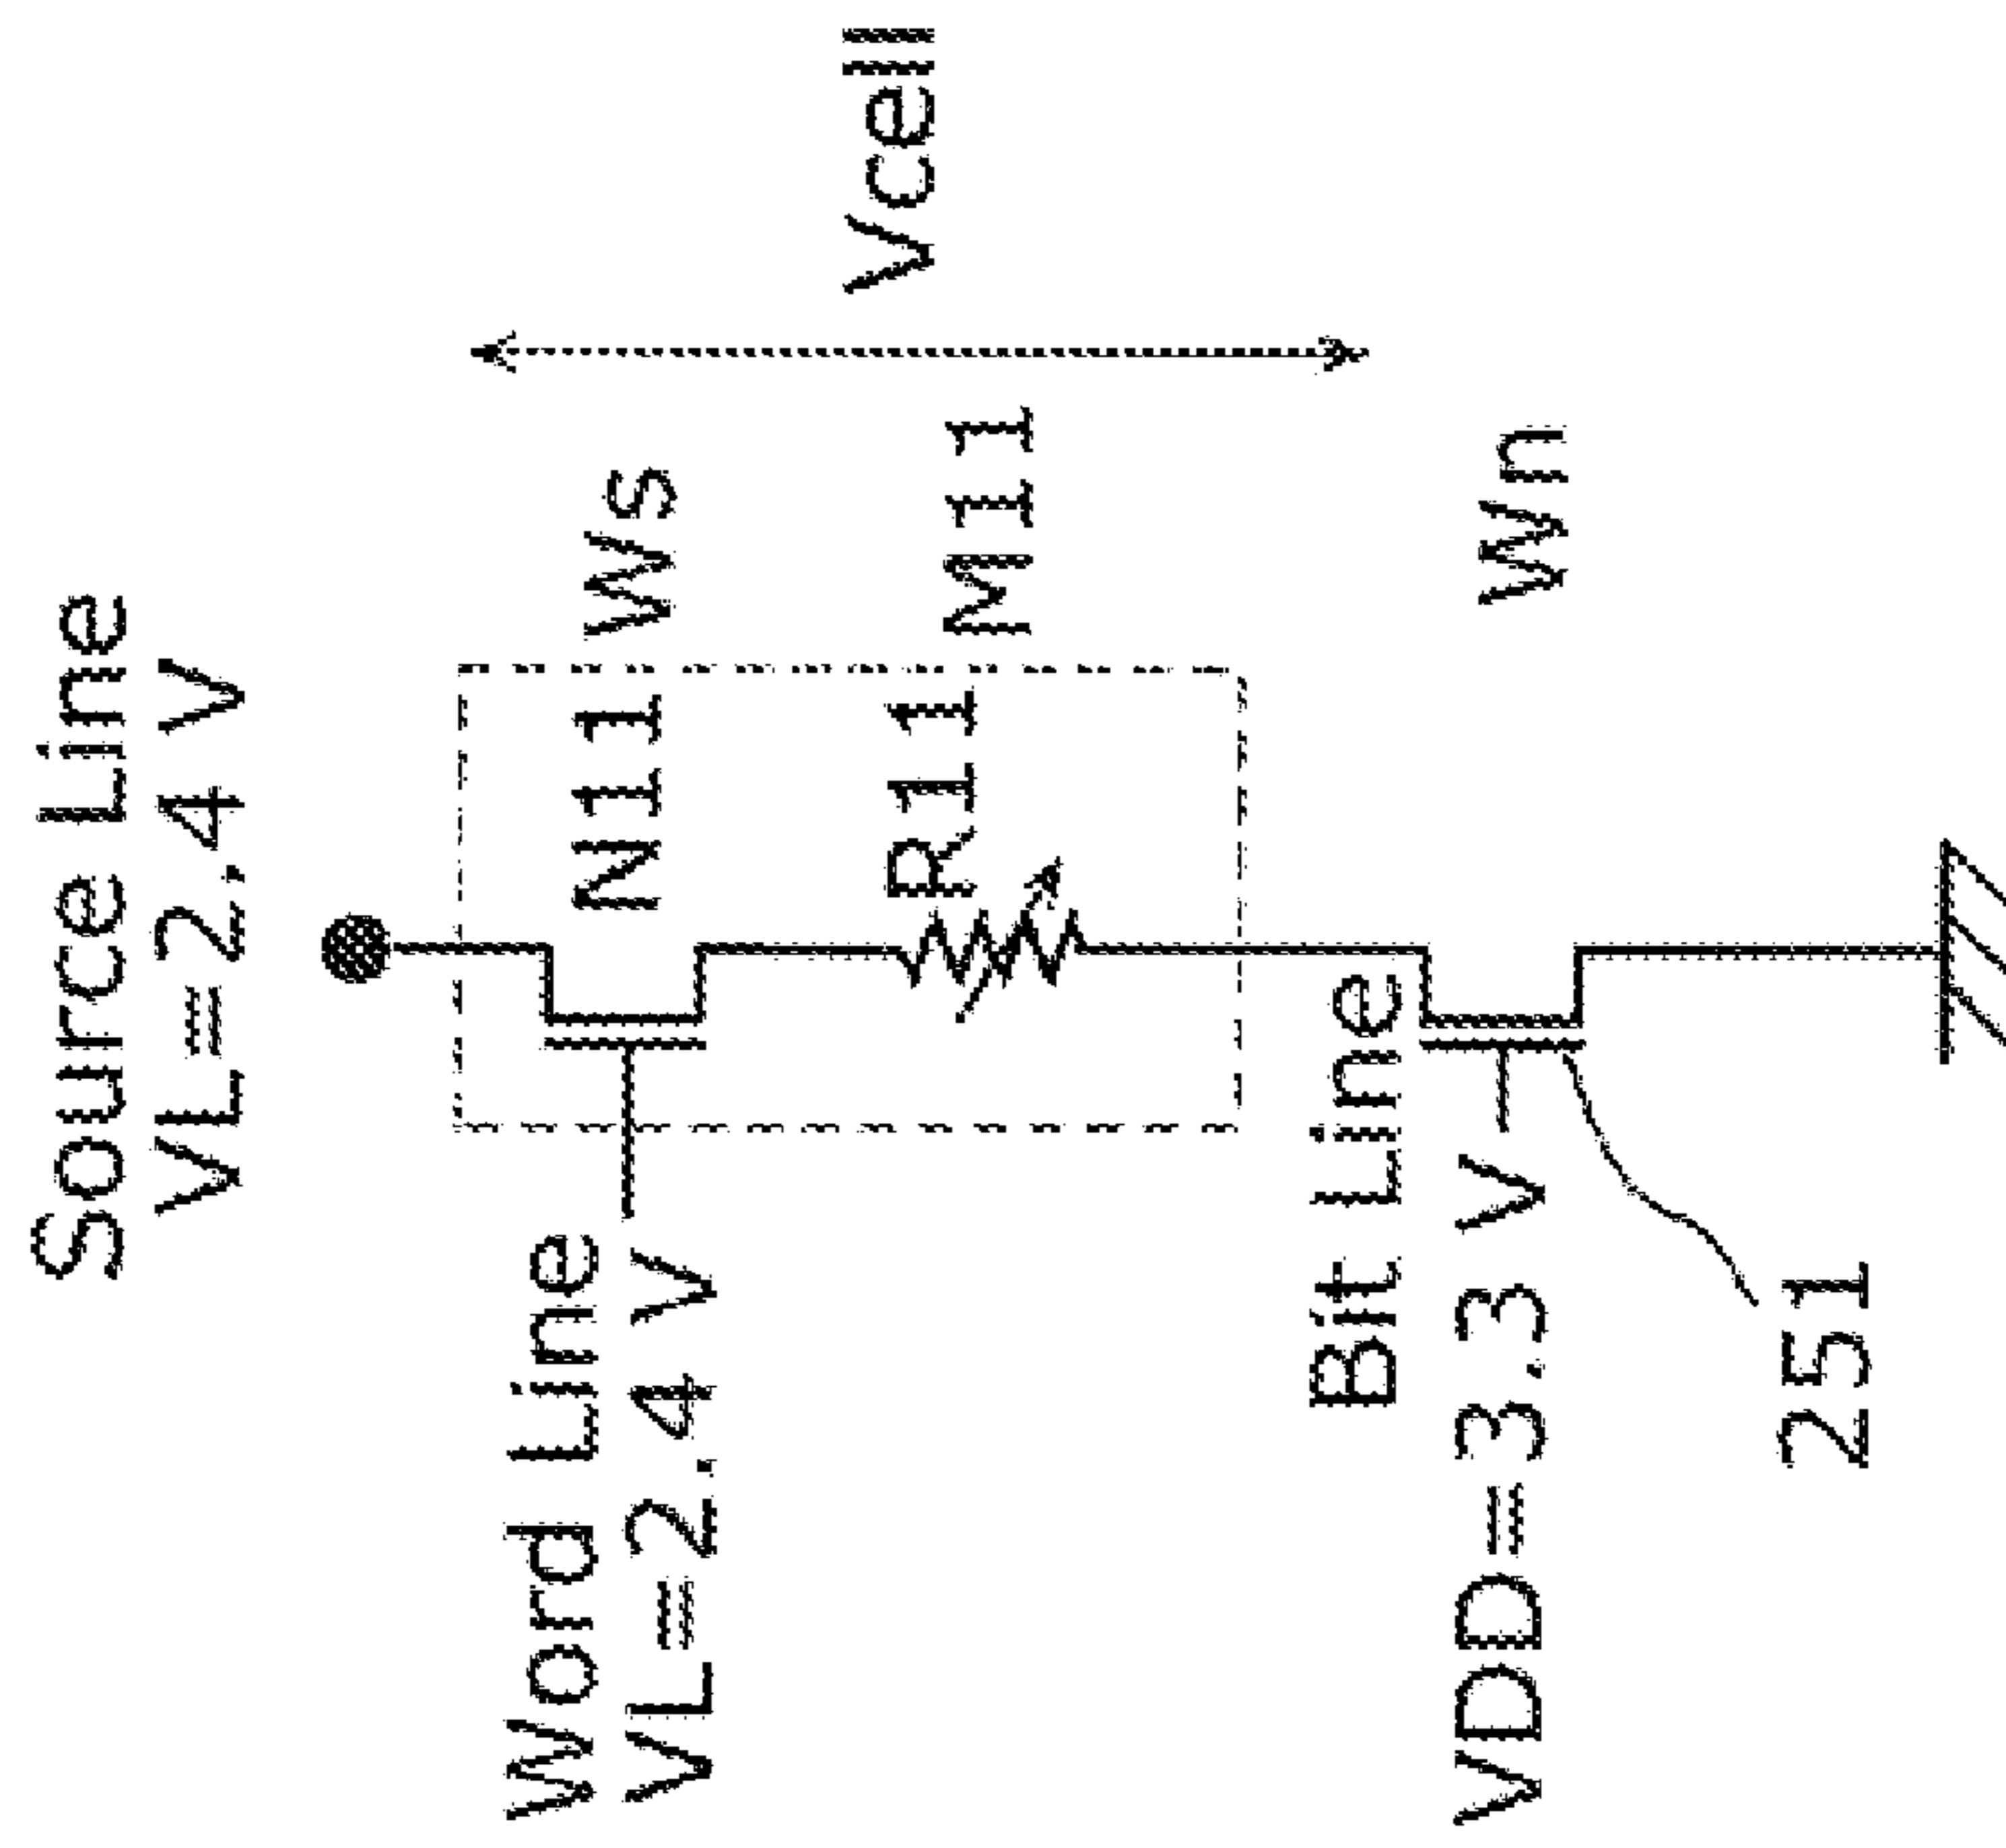 Source Line
VL=2.4 V
Word Line
VL=2.4 V
N11
Ws
R11
M11
Vcell
Bit Line
VDD=3.3 V
Wn
251